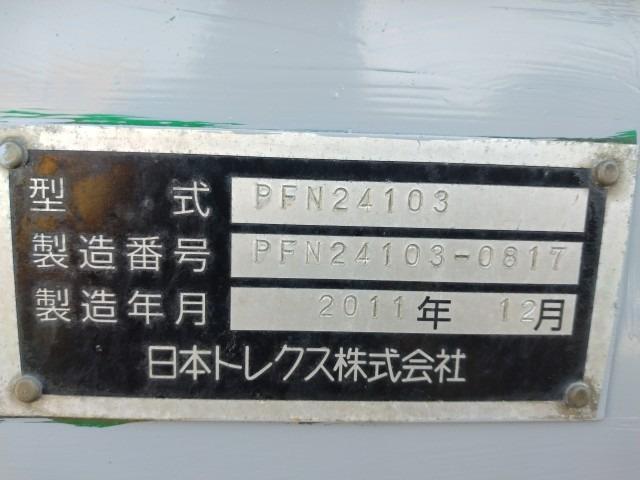 型式 PFN24103
製造番号 PFN24103-0817
製造年月 2011年 12月
日本トレクス株式会社